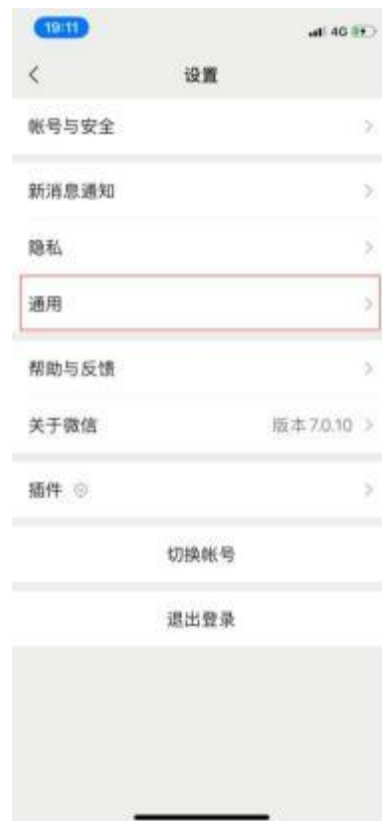 19:11
4G
设置
帐号与安全
新消息通知
隐私
通用
帮助与反馈
关于微信 版本7.0.10
插件
切换帐号
退出登录